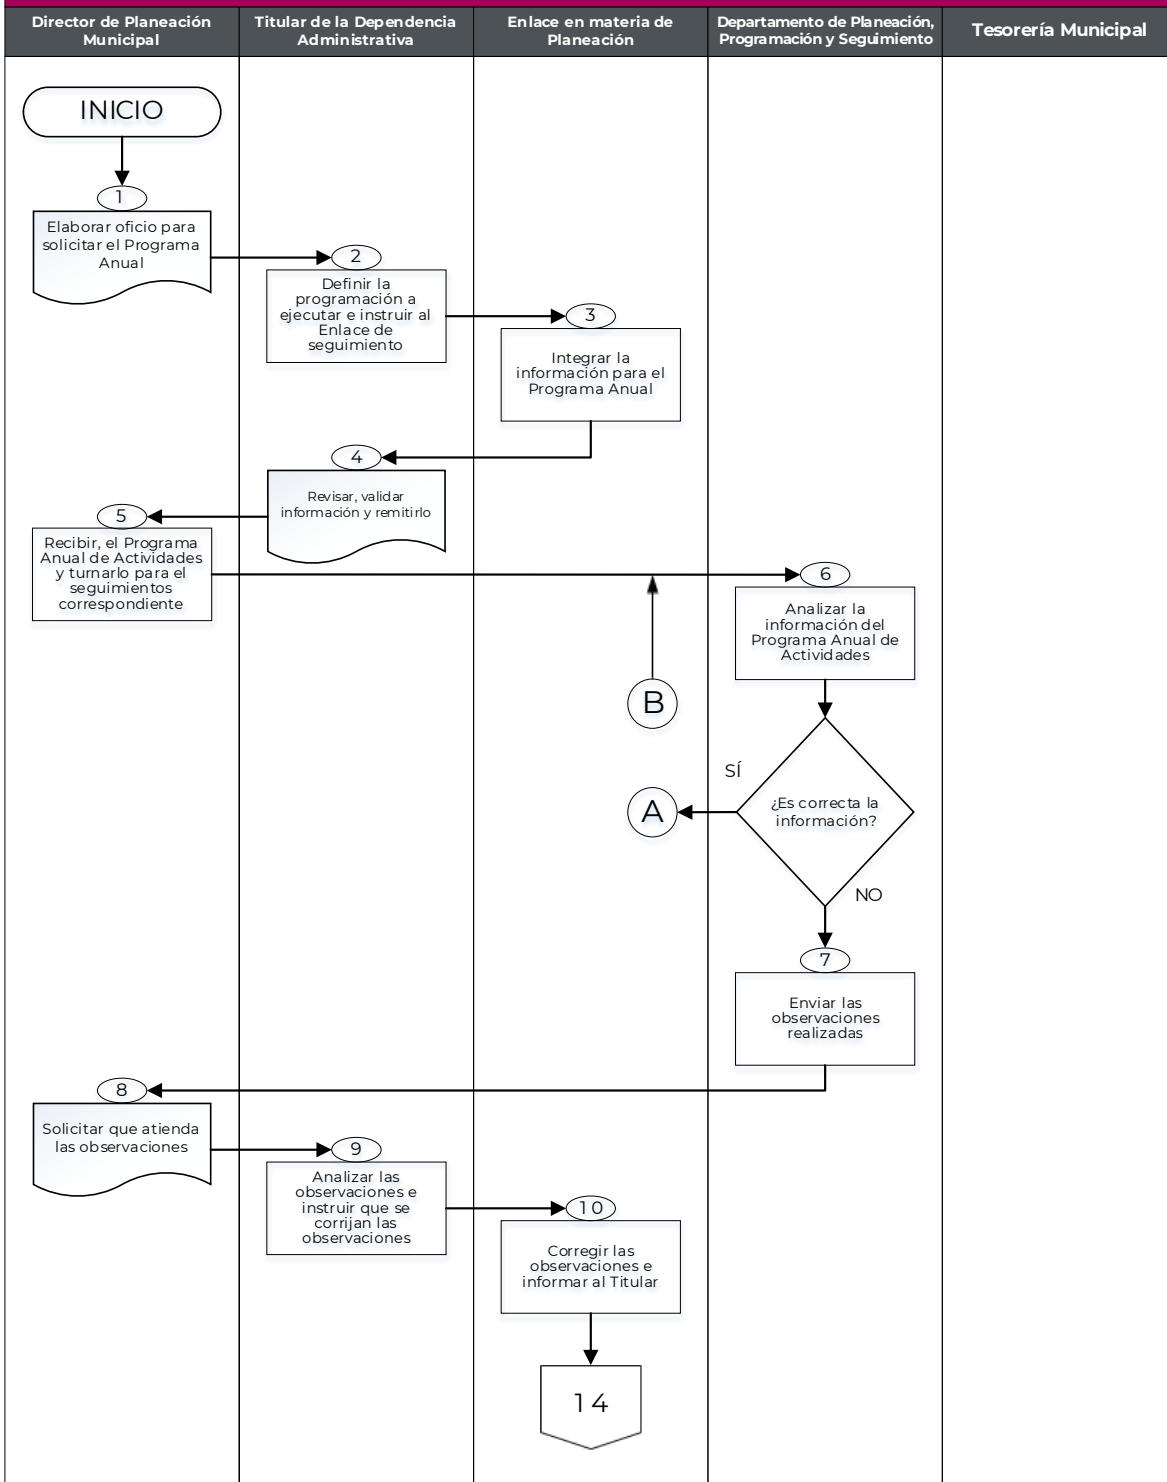 Director de Planeación
Municipal
Titular de la Dependencia
Administrativa
Enlace en materia de
Planeación
Departamento de Planeación,
Programación y Seguimiento
Tesorería Municipal
INICIO
1
Elaborar oficio para
solicitar el Programa
Anual
2
Definir la
programación a
ejecutar e instruir al
Enlace de
seguimiento
3
Integrar la
información para el
Programa Anual
4
Revisar, validar
información y remitirlo
5
Recibir, el Programa
Anual de Actividades
y turnarlo para el
seguimientos
correspondiente
6
Analizar la
información del
Programa Anual de
Actividades
B
SÍ
¿Es correcta la
información?
A
NO
7
Enviar las
observaciones
realizadas
8
Solicitar que atienda
las observaciones
9
Analizar las
observaciones e
instruir que se
corrijan las
observaciones
10
Corregir las
observaciones e
informar al Titular
14